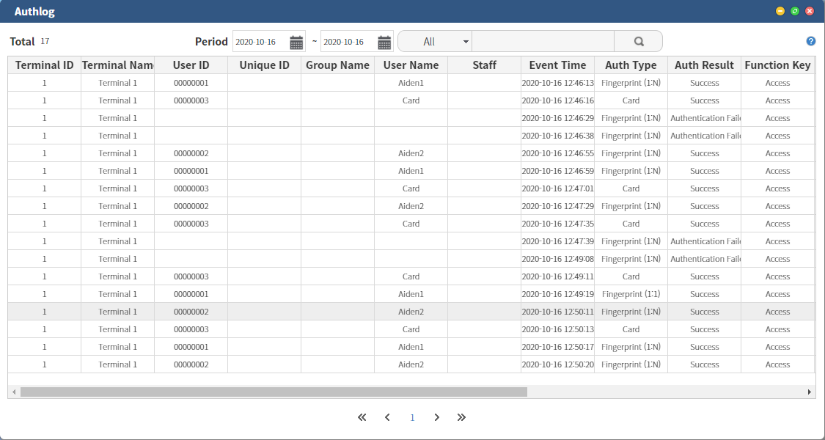 Authlog
Total 17 Period 2020-10-16 ~ 2020-10-16 All
Terminal ID Terminal Nam User ID Unique ID Group Name User Name Staff Event Time Auth Type Auth Result Function Key
1 Terminal 1 00000001 Aiden1 2020-10-16 12:46:13 Fingerprint (1:N) Success Access
1 Terminal 1 00000003 Card 2020-10-16 12:46:16 Card Success Access
1 Terminal 1 2020-10-16 12:46:29 Fingerprint (1:N) Authentication Faile Access
1 Terminal 1 2020-10-16 12:46:38 Fingerprint (1:N) Authentication Faile Access
1 Terminal 1 00000002 Aiden2 2020-10-16 12:46:55 Fingerprint (1:N) Success Access
1 Terminal 1 00000001 Aiden1 2020-10-16 12:46:59 Fingerprint (1:N) Success Access
1 Terminal 1 00000003 Card 2020-10-16 12:47:01 Card Success Access
1 Terminal 1 00000002 Aiden2 2020-10-16 12:47:29 Fingerprint (1:N) Success Access
1 Terminal 1 00000003 Card 2020-10-16 12:47:35 Card Success Access
1 Terminal 1 2020-10-16 12:47:39 Fingerprint (1:N) Authentication Faile Access
1 Terminal 1 2020-10-16 12:49:08 Fingerprint (1:N) Authentication Faile Access
1 Terminal 1 00000003 Card 2020-10-16 12:49:11 Card Success Access
1 Terminal 1 00000001 Aiden1 2020-10-16 12:49:19 Fingerprint (1:1) Success Access
1 Terminal 1 00000002 Aiden2 2020-10-16 12:50:11 Fingerprint (1:N) Success Access
1 Terminal 1 00000003 Card 2020-10-16 12:50:13 Card Success Access
1 Terminal 1 00000001 Aiden1 2020-10-16 12:50:17 Fingerprint (1:N) Success Access
1 Terminal 1 00000002 Aiden2 2020-10-16 12:50:20 Fingerprint (1:N) Success Access
1